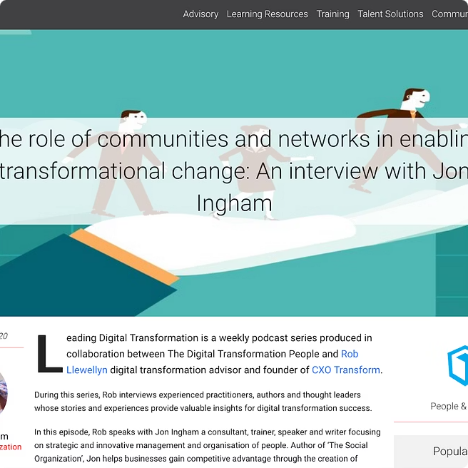 Advisory Learning Resources Training Talent Solutions
he role of communities and networks in enablin
transformational change: An interview with Jon
Ingham
20
Leading Digital Transformation is a weekly podcast series produced in
collaboration between The Digital Transformation People and Rob
Llewellyn digital transformation advisor and founder of CXO Transform.
During this series, Rob interviews experienced practitioners, authors and thought leaders
whose stories and experiences provide valuable insights for digital transformation success.
People &
m
zation
In this episode, Rob speaks with Jon Ingham a consultant, trainer, speaker and writer focusing
on strategic and innovative management and organisation of people. Author of 'The Social
Organization', Jon helps businesses gain competitive advantage through the creation of
Popula